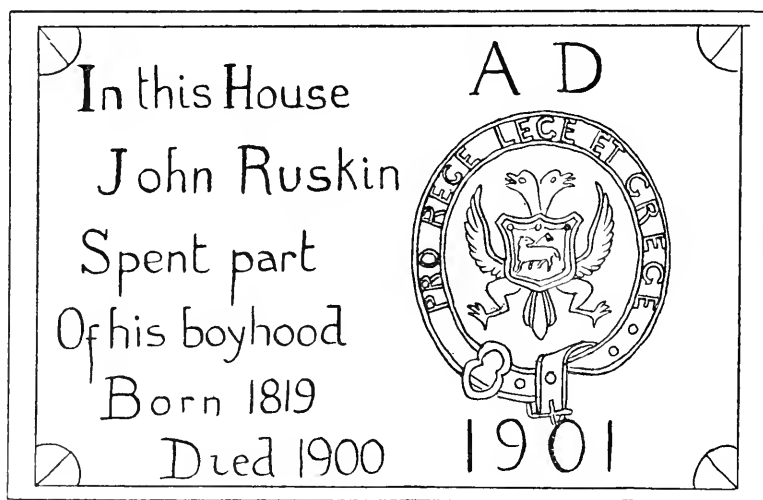 In this House
John Ruskin
Spent part
Of his boyhood
Born 1819
Died 1900
A D
PRO REGE LEGE ET GREGE
1901